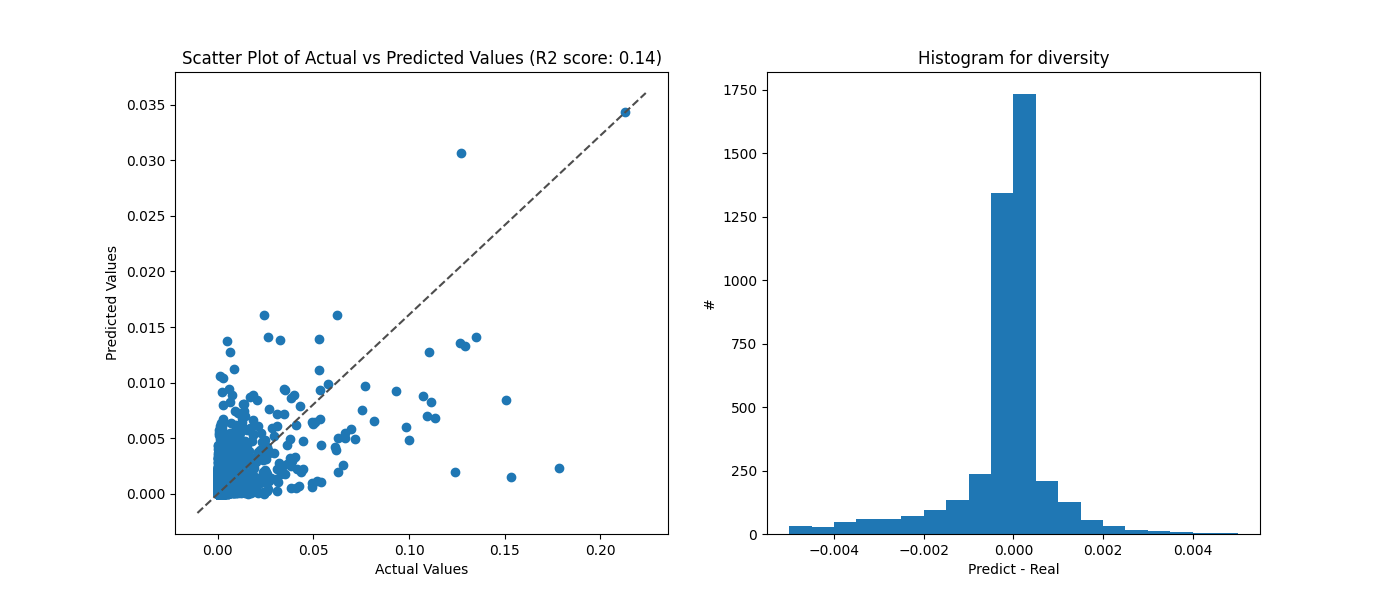 Scatter Plot of Actual vs Predicted Values (R2 score: 0.14)
0.035
0.030
0.025
0.020
0.015
0.010
0.005
0.000
Predicted Values
0.00 0.05 0.10 0.15 0.20
Actual Values
Histogram for diversity
1750
1500
1250
1000
750
500
250
0
#
−0.004 −0.002 0.000 0.002 0.004
Predict - Real